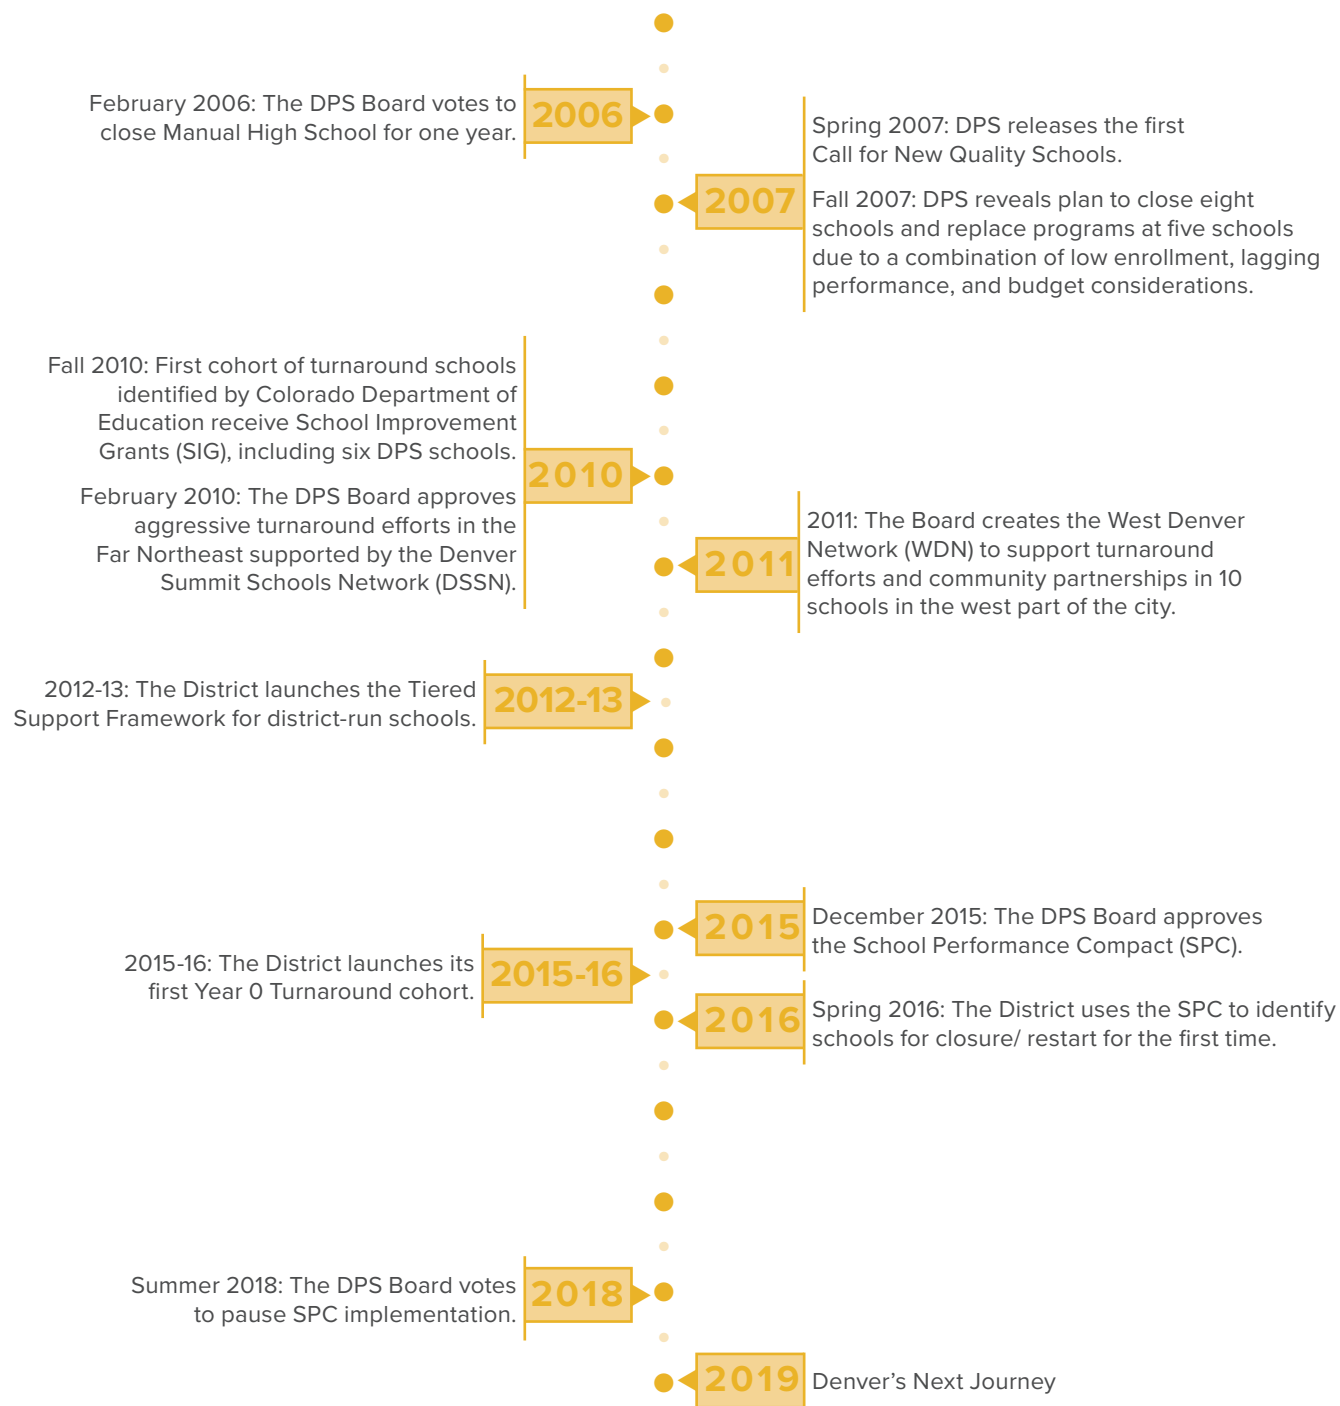 February 2006: The DPS Board votes to
close Manual High School for one year.
2006
Spring 2007: DPS releases the first
Call for New Quality Schools.
2007
Fall 2007: DPS reveals plan to close eight
schools and replace programs at five schools
due to a combination of low enrollment, lagging
performance, and budget considerations.
Fall 2010: First cohort of turnaround schools
identified by Colorado Department of
Education receive School Improvement
Grants (SIG), including six DPS schools.
2010
February 2010: The DPS Board approves
aggressive turnaround efforts in the
Far Northeast supported by the Denver
Summit Schools Network (DSSN).
2011
2011: The Board creates the West Denver
Network (WDN) to support turnaround
efforts and community partnerships in 10
schools in the west part of the city.
2012-13: The District launches the Tiered
Support Framework for district-run schools.
2012-13
2015
December 2015: The DPS Board approves
the School Performance Compact (SPC).
2015-16: The District launches its
first Year 0 Turnaround cohort.
2015-16
2016
Spring 2016: The District uses the SPC to identify
schools for closure/ restart for the first time.
Summer 2018: The DPS Board votes
to pause SPC implementation.
2018
2019
Denver’s Next Journey